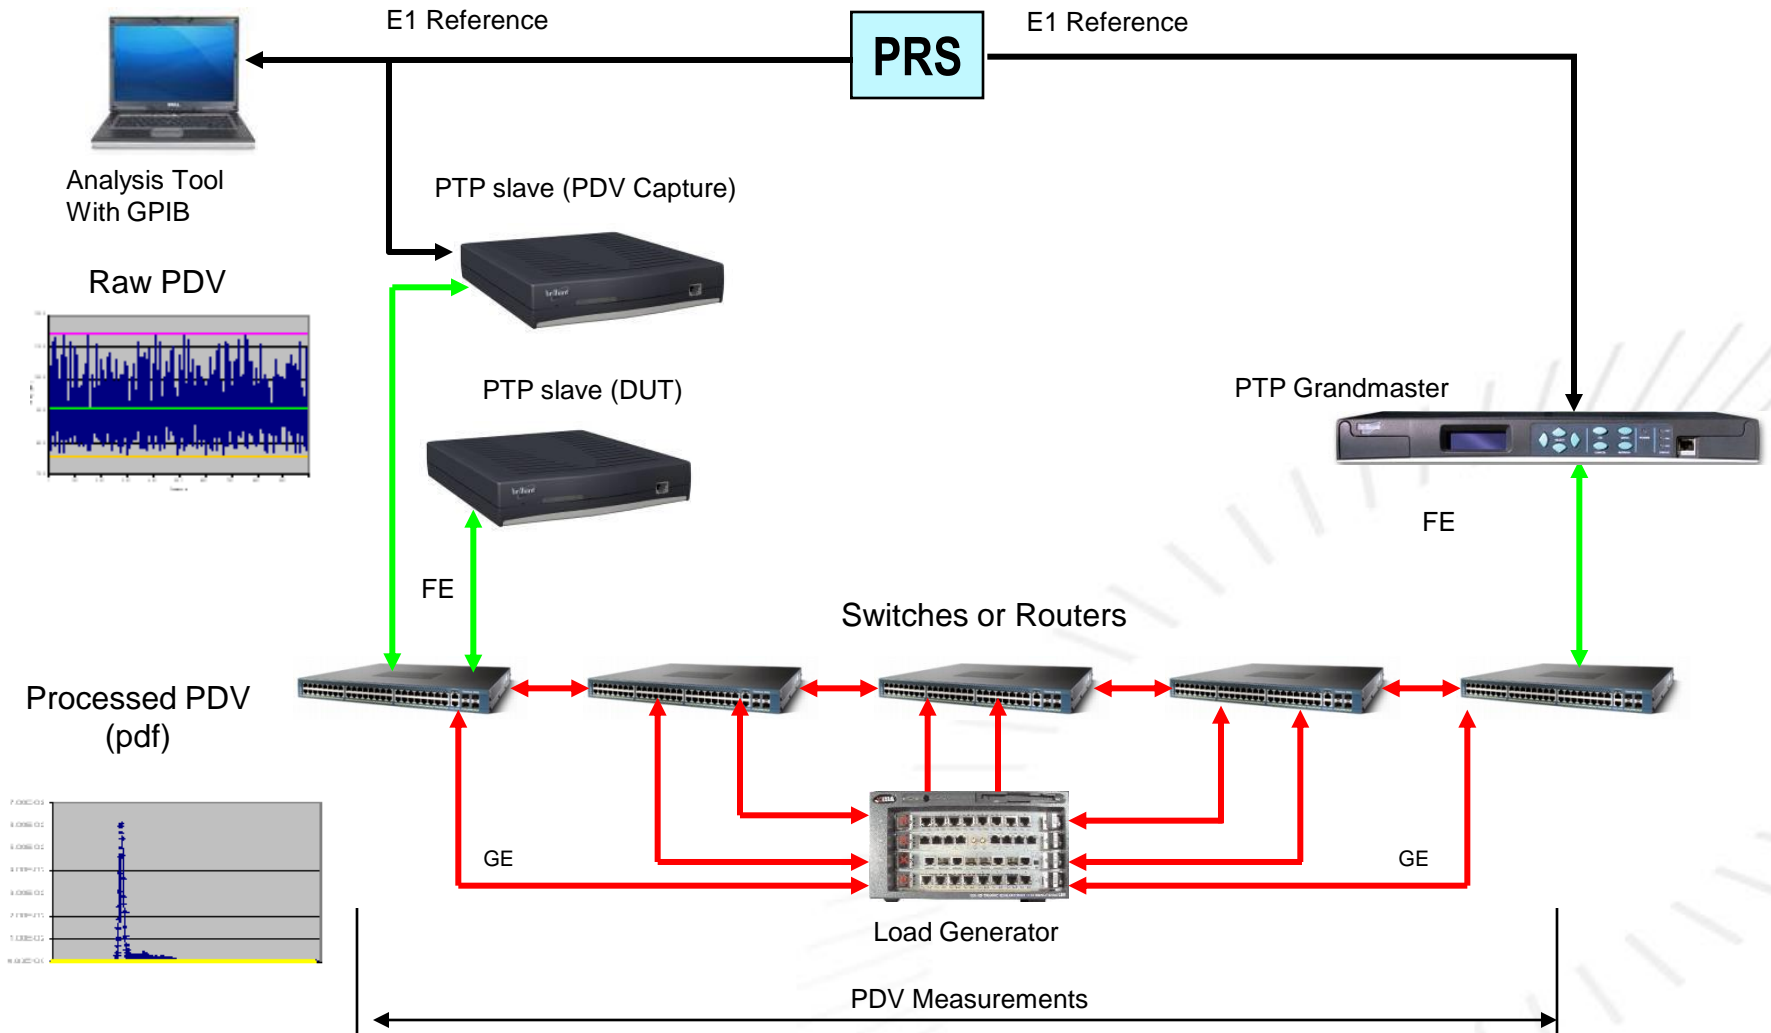 E1 Reference
PRS
E1 Reference
Analysis Tool
With GPIB
PTP slave (PDV Capture)
Raw PDV
PTP slave (DUT)
PTP Grandmaster
FE
FE
Switches or Routers
Processed PDV
(pdf)
GE
GE
Load Generator
PDV Measurements